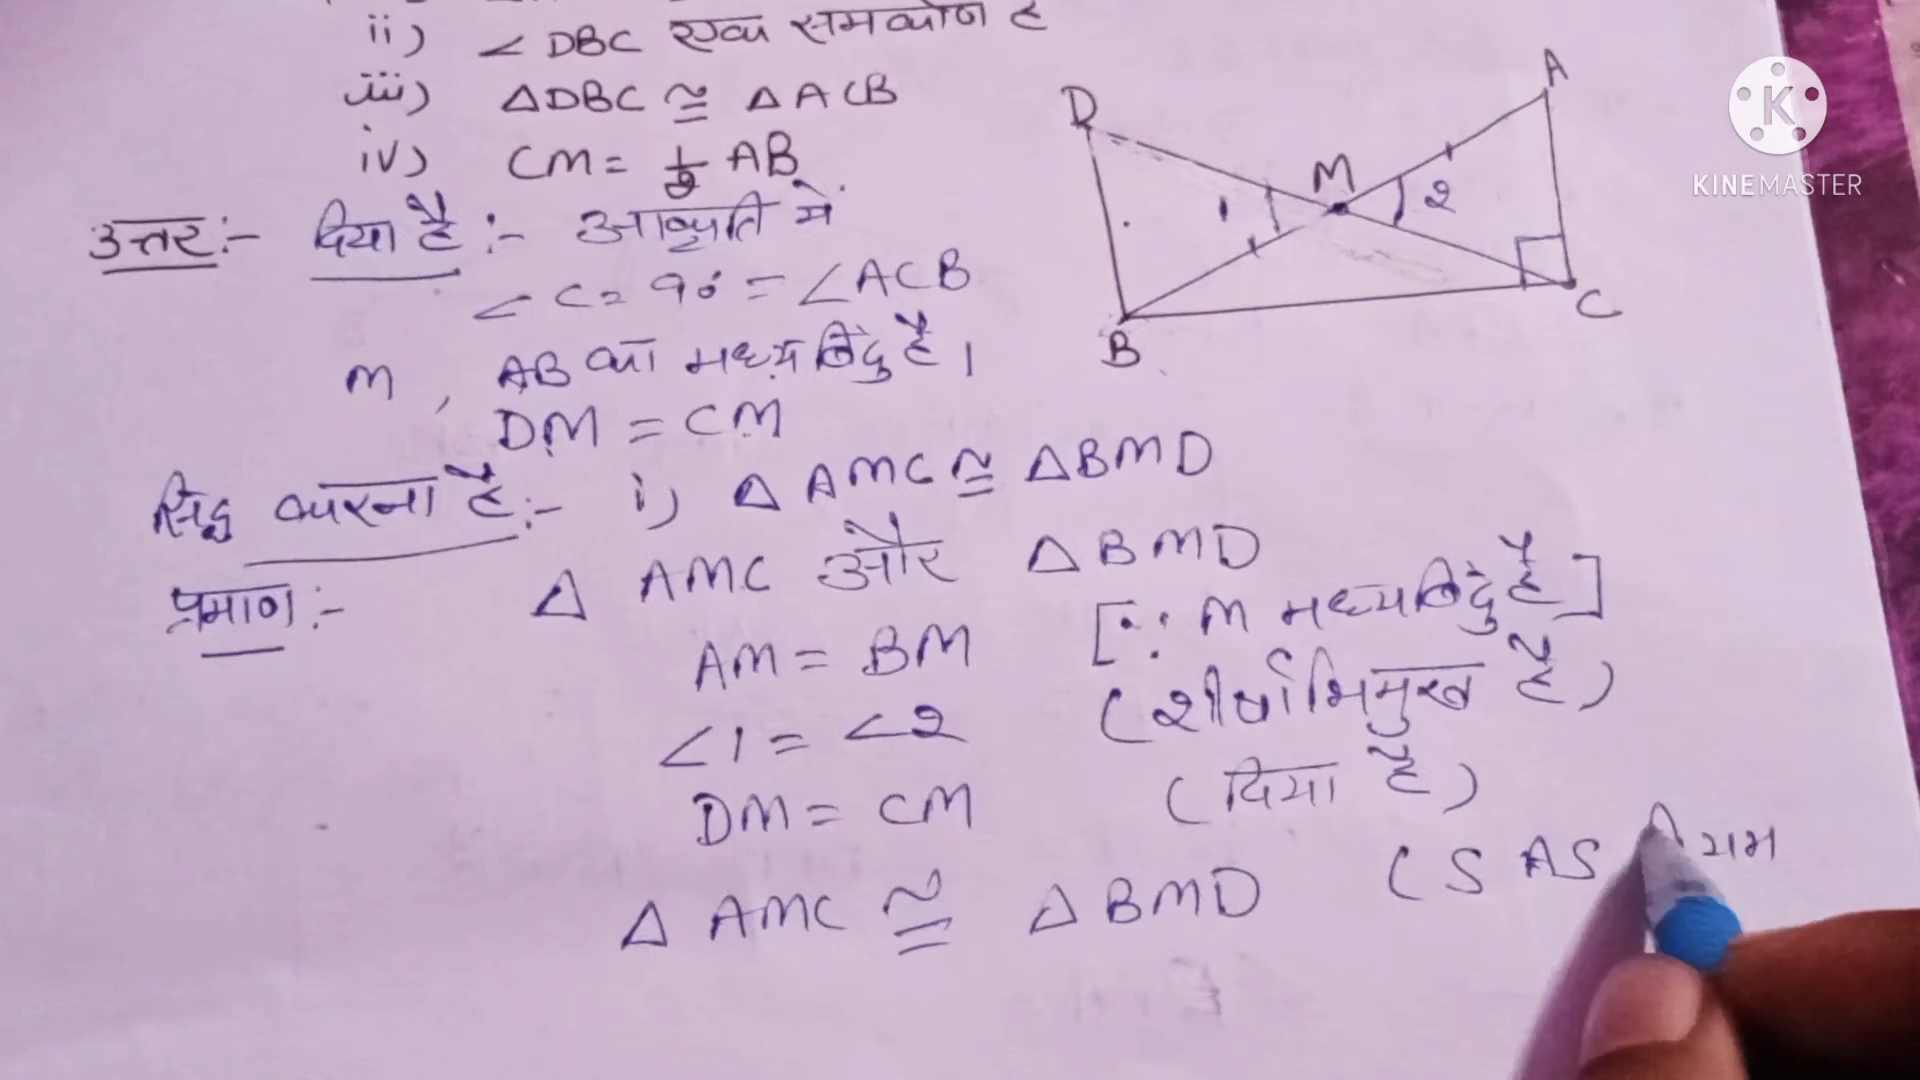 ii) ∠DBC एक समकोण है
iii) △DBC ≅ △ACB
iv) CM = 1/2 AB
उत्तर:- दिया है:- आकृति में
∠C = 90° = ∠ACB
M, AB का मध्य बिंदु है।
DM = CM
सिद्ध करना है:- i) △AMC ≅ △BMD
प्रमाण:- △AMC और △BMD
AM = BM [∵ M मध्य बिंदु है]
∠1 = ∠2 (शीर्षाभिमुख है)
DM = CM (दिया है)
△AMC ≅ △BMD (SAS नियम
D
A
M
1
2
B
C
K
KINEMASTER